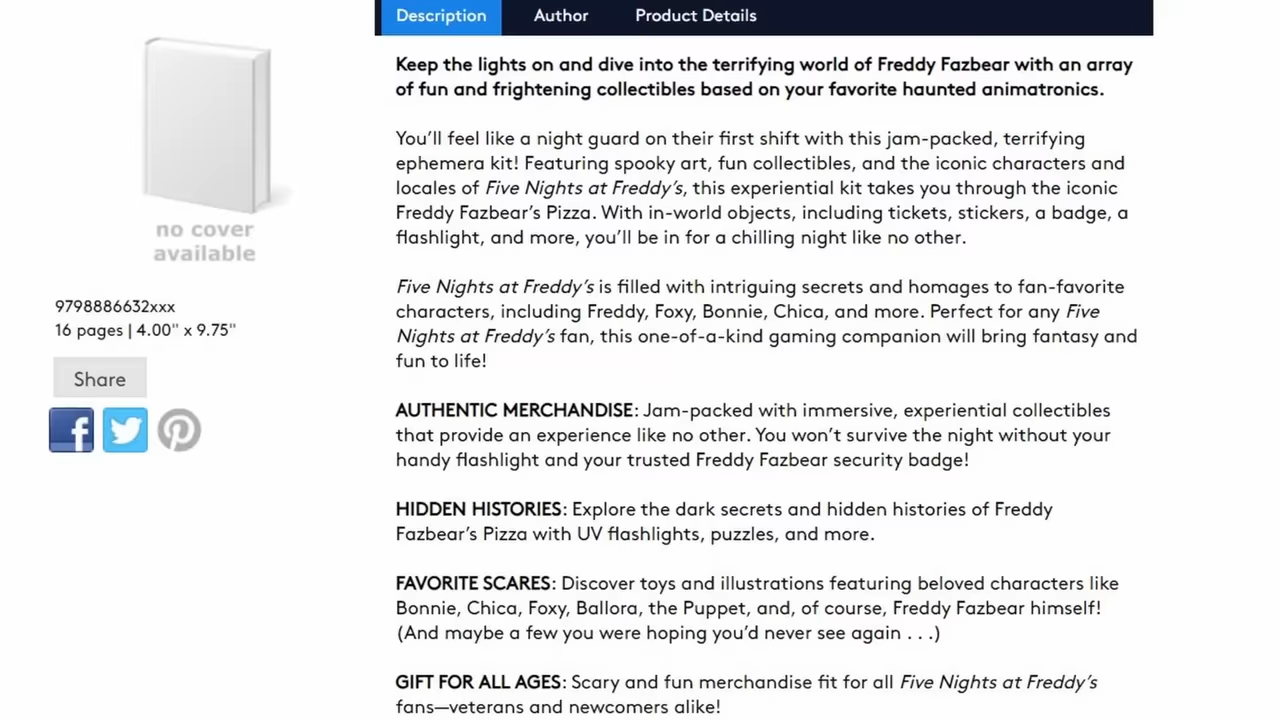 Description Author Product Details
no cover
available
9798886632xxx
16 pages | 4.00" x 9.75"
Share
Keep the lights on and dive into the terrifying world of Freddy Fazbear with an array
of fun and frightening collectibles based on your favorite haunted animatronics.
You’ll feel like a night guard on their first shift with this jam-packed, terrifying
ephemera kit! Featuring spooky art, fun collectibles, and the iconic characters and
locales of Five Nights at Freddy’s, this experiential kit takes you through the iconic
Freddy Fazbear’s Pizza. With in-world objects, including tickets, stickers, a badge, a
flashlight, and more, you’ll be in for a chilling night like no other.
Five Nights at Freddy’s is filled with intriguing secrets and homages to fan-favorite
characters, including Freddy, Foxy, Bonnie, Chica, and more. Perfect for any Five
Nights at Freddy’s fan, this one-of-a-kind gaming companion will bring fantasy and
fun to life!
AUTHENTIC MERCHANDISE: Jam-packed with immersive, experiential collectibles
that provide an experience like no other. You won’t survive the night without your
handy flashlight and your trusted Freddy Fazbear security badge!
HIDDEN HISTORIES: Explore the dark secrets and hidden histories of Freddy
Fazbear’s Pizza with UV flashlights, puzzles, and more.
FAVORITE SCARES: Discover toys and illustrations featuring beloved characters like
Bonnie, Chica, Foxy, Ballora, the Puppet, and, of course, Freddy Fazbear himself!
(And maybe a few you were hoping you’d never see again . . .)
GIFT FOR ALL AGES: Scary and fun merchandise fit for all Five Nights at Freddy’s
fans—veterans and newcomers alike!